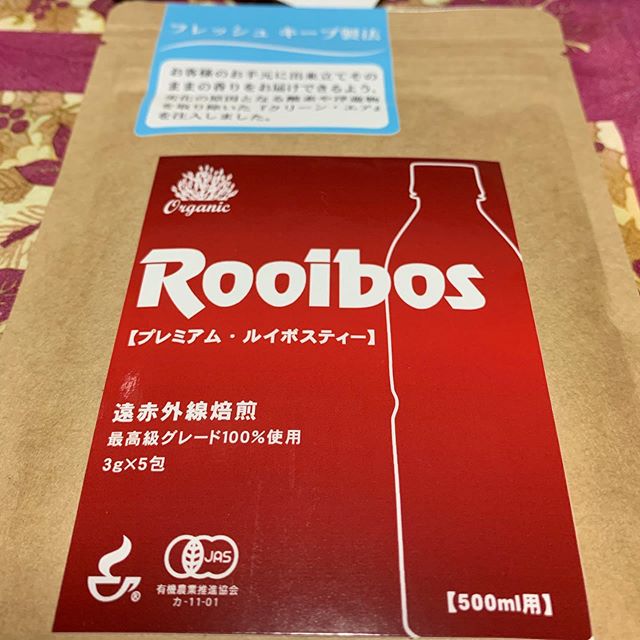 フレッシュ キープ製法
お客様のお手元に出来立てその
ままの香りをお届けできるよう、
劣化の原因となる酸素や浮遊物
を取り除いた『クリーン・エア』
を注入しました。
Organic
Rooibos
【プレミアム・ルイボスティー】
遠赤外線焙煎
最高級グレード100%使用
3g×5包
JAS
有機農業推進協会
カ-11-01
®
【500ml用】